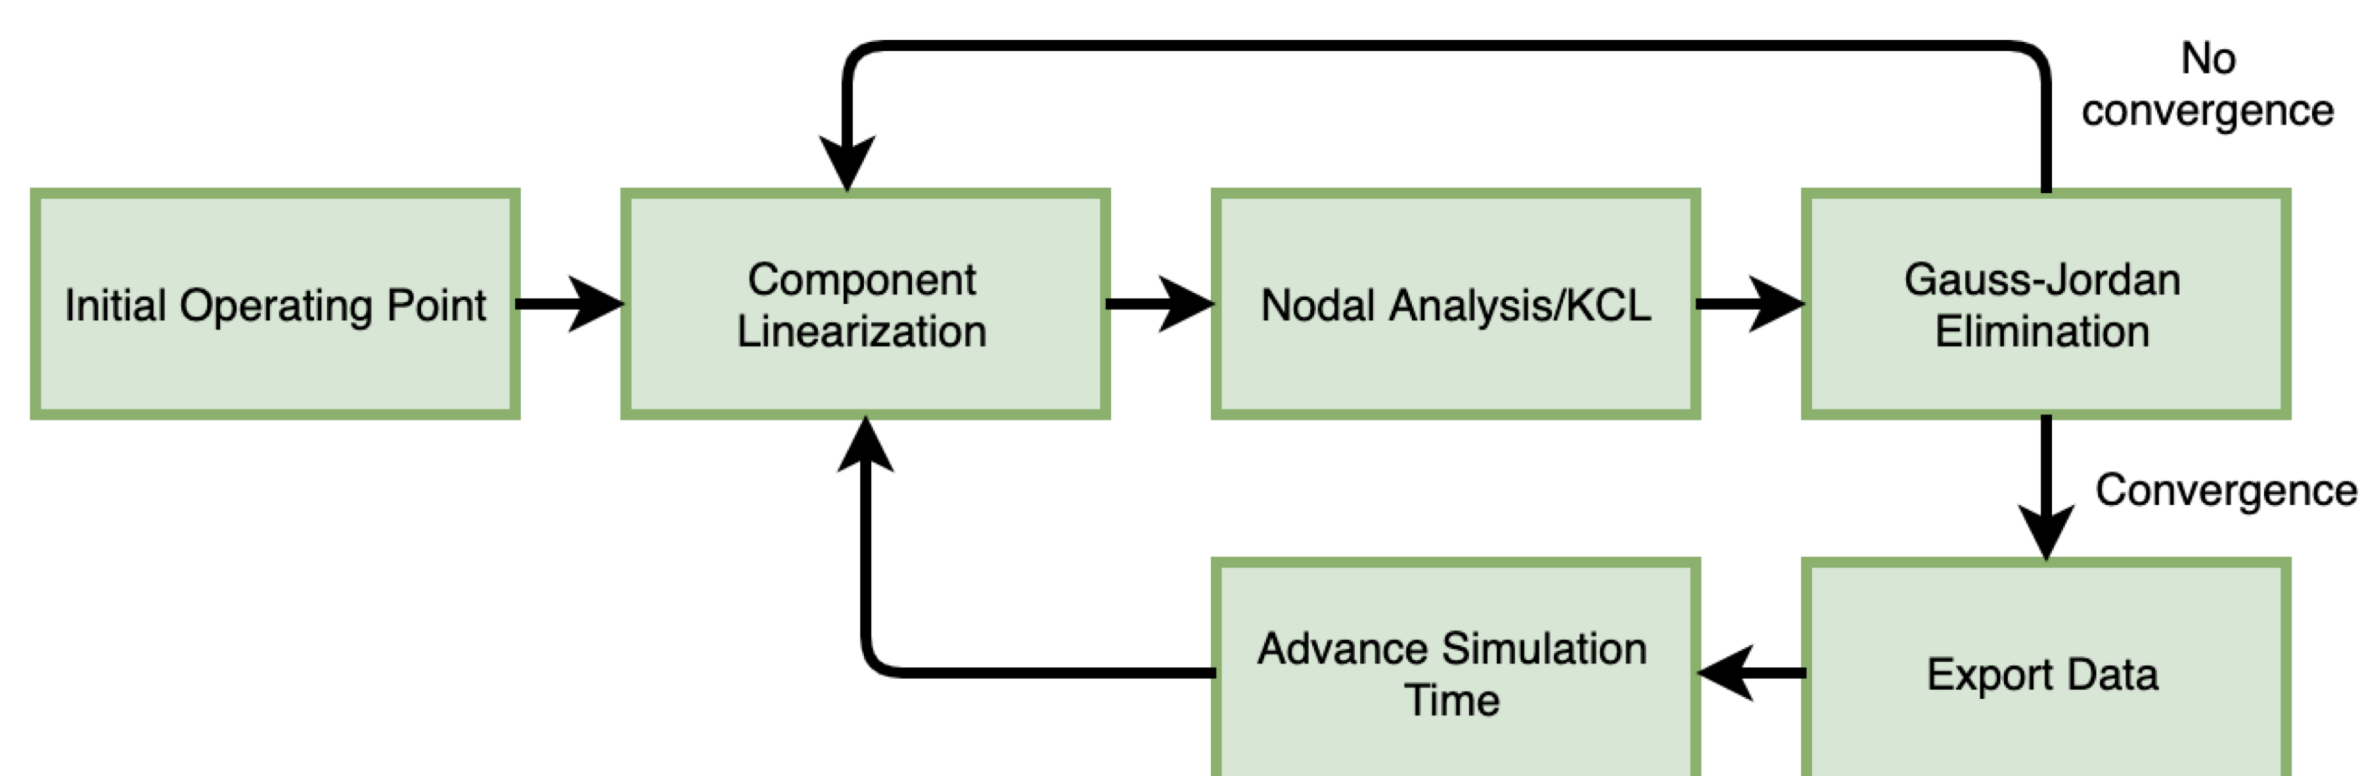 No
convergence
Initial Operating Point
Component
Linearization
Nodal Analysis/KCL
Gauss-Jordan
Elimination
Convergence
Advance Simulation
Time
Export Data